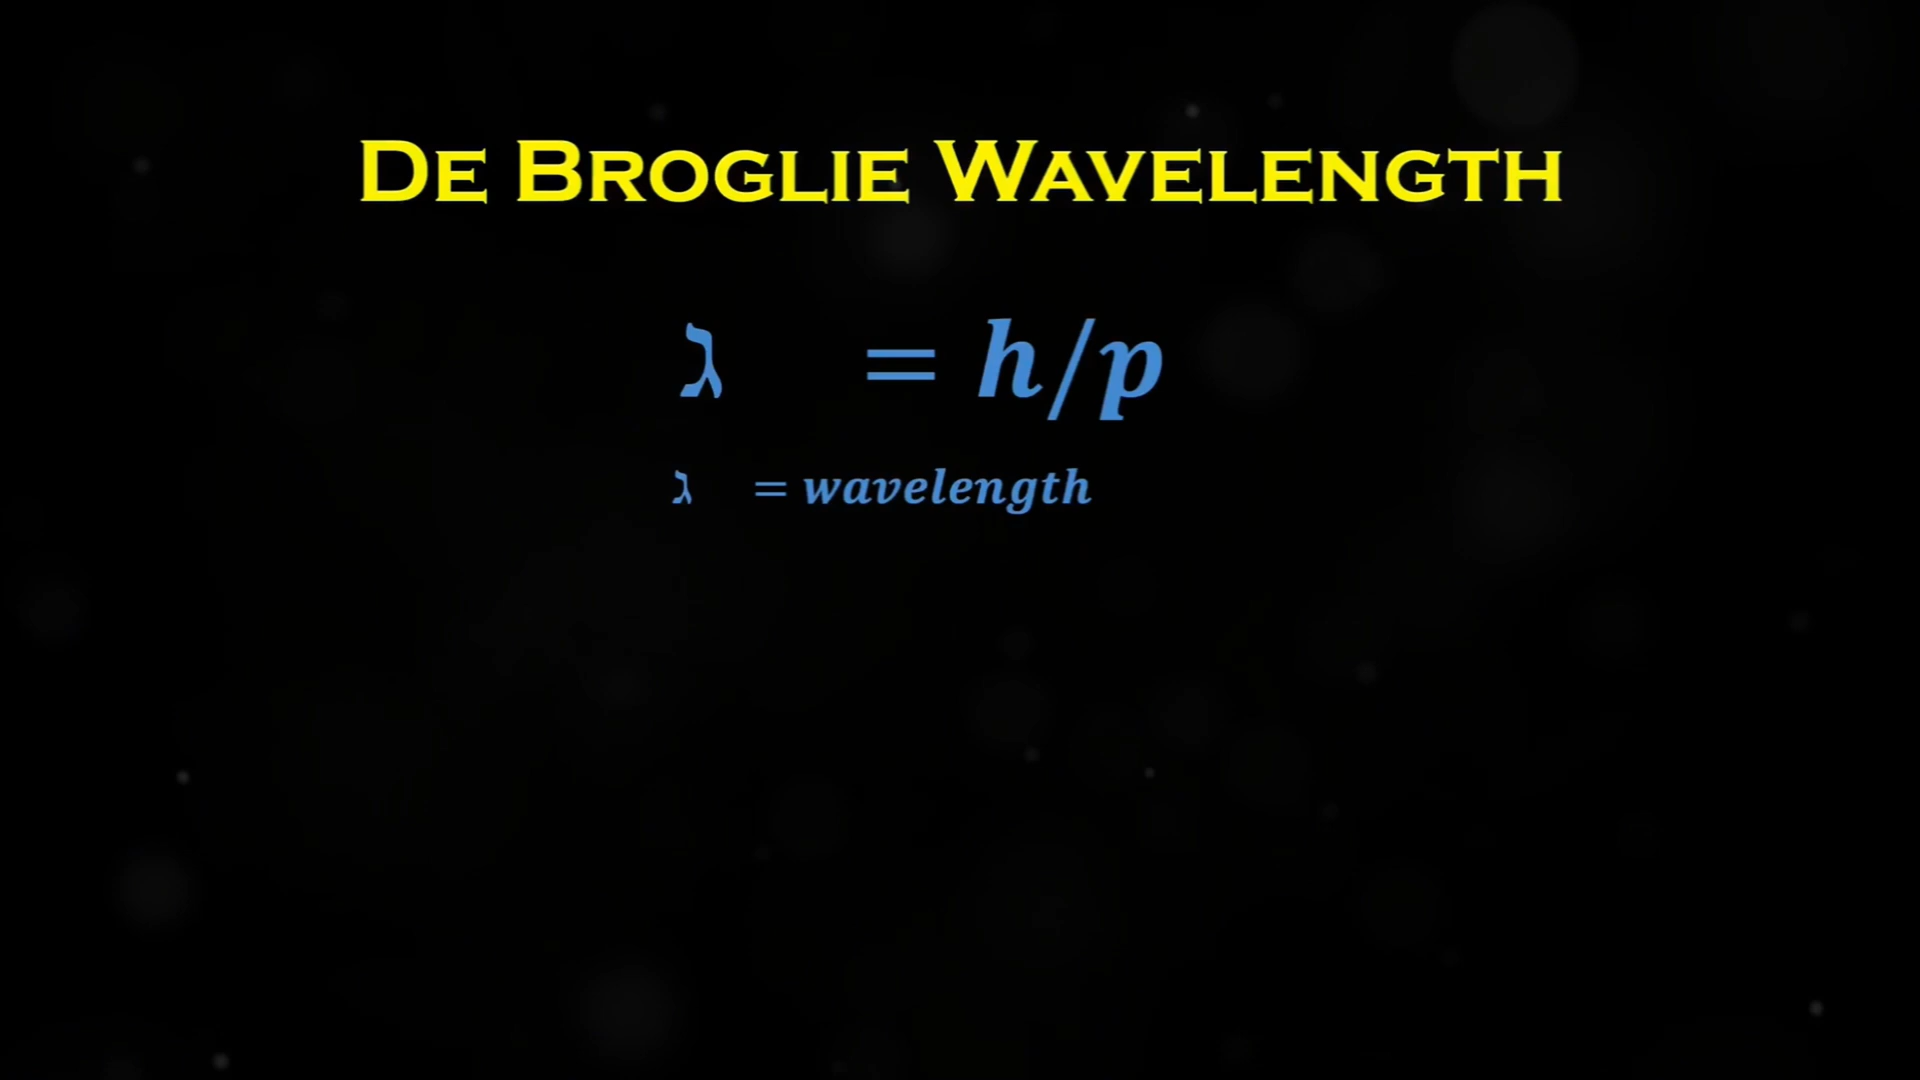 DE BROGLIE WAVELENGTH
ג = h/p
ג = wavelength